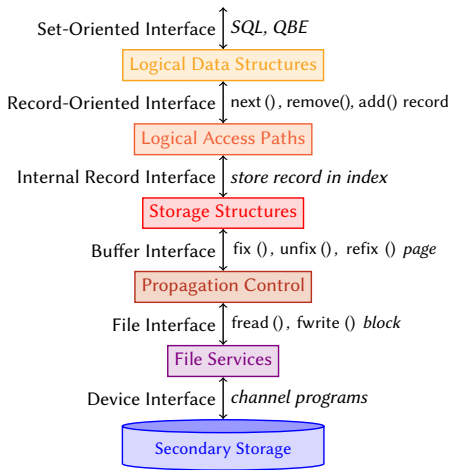 Set-Oriented Interface SQL, QBE
Logical Data Structures
Record-Oriented Interface next (), remove(), add() record
Logical Access Paths
Internal Record Interface store record in index
Storage Structures
Buffer Interface fix (), unfix (), refix () page
Propagation Control
File Interface fread (), fwrite () block
File Services
Device Interface channel programs
Secondary Storage